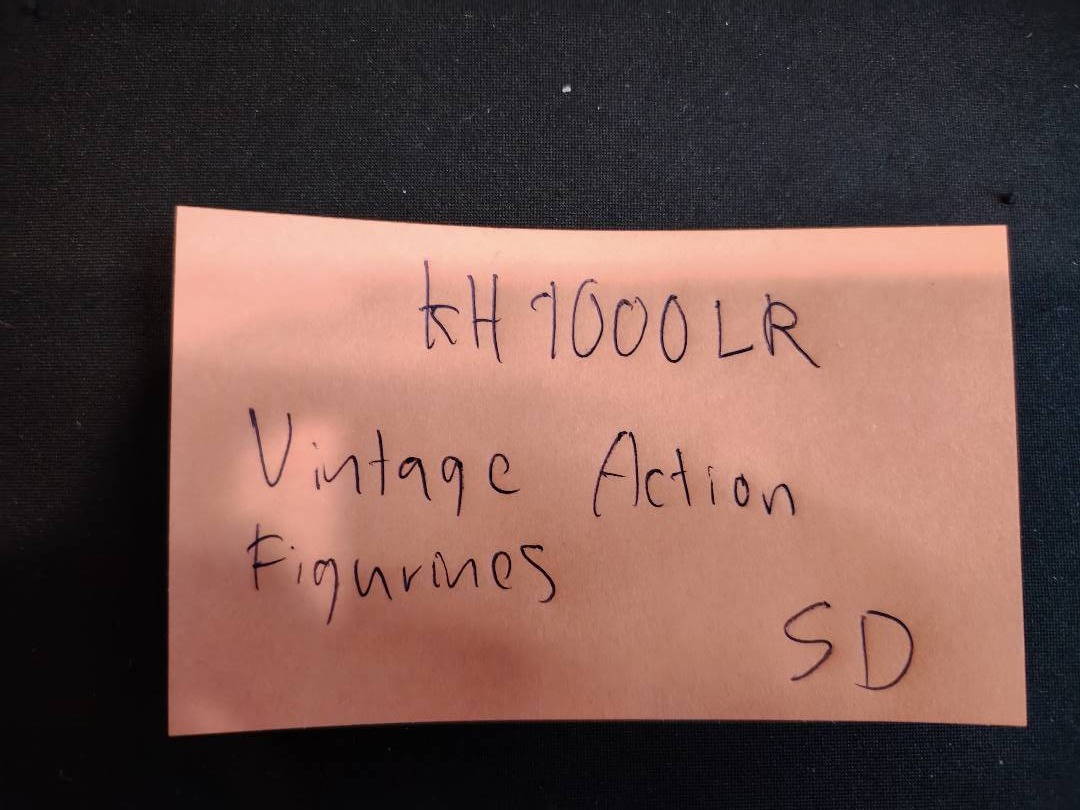 KH 1000 LR
Vintage Action
Figurines
SD